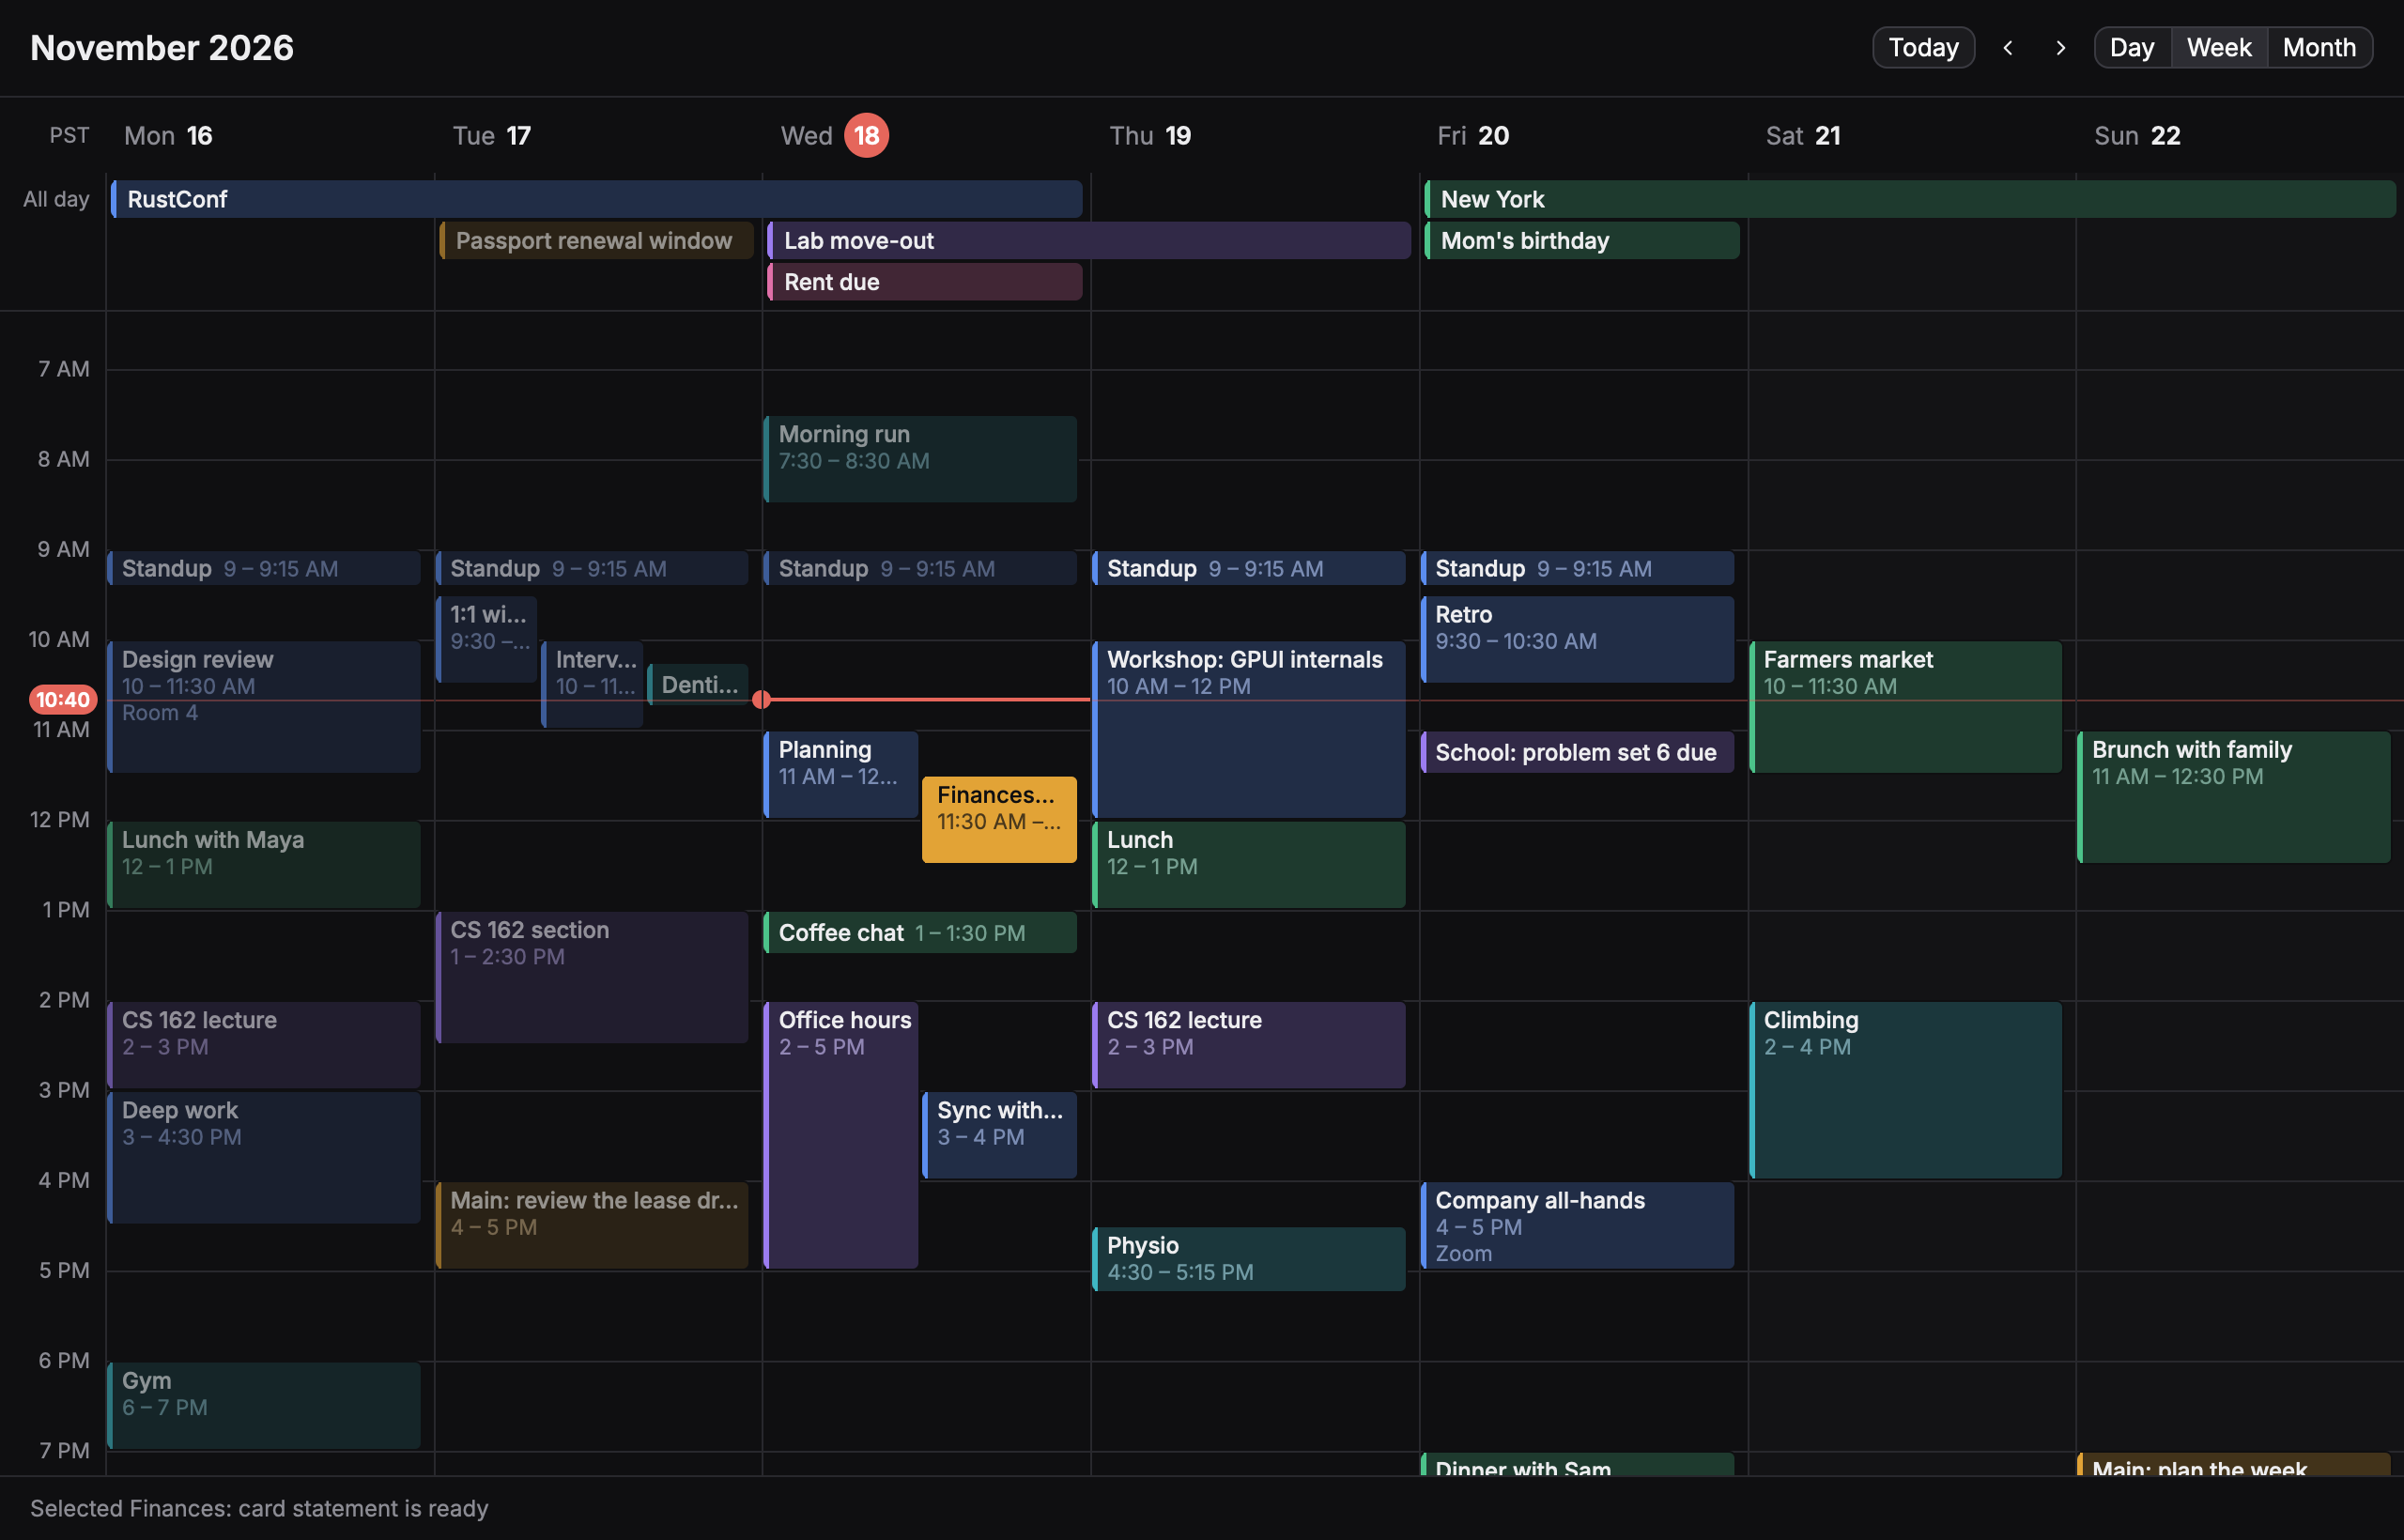 November 2026
Today
Day Week Month
PST
Mon 16
Tue 17
Wed 18
Thu 19
Fri 20
Sat 21
Sun 22
All day
RustConf
New York
Passport renewal window
Lab move-out
Mom's birthday
Rent due
7 AM
8 AM
9 AM
10 AM
10:40
11 AM
12 PM
1 PM
2 PM
3 PM
4 PM
5 PM
6 PM
7 PM
Standup 9 – 9:15 AM
Design review
10 – 11:30 AM
Room 4
Lunch with Maya
12 – 1 PM
CS 162 lecture
2 – 3 PM
Deep work
3 – 4:30 PM
Gym
6 – 7 PM
Standup 9 – 9:15 AM
1:1 wi...
9:30 –...
Interv...
10 – 11...
Denti...
CS 162 section
1 – 2:30 PM
Main: review the lease dr...
4 – 5 PM
Morning run
7:30 – 8:30 AM
Standup 9 – 9:15 AM
Planning
11 AM – 12...
Finances...
11:30 AM –...
Coffee chat 1 – 1:30 PM
Office hours
2 – 5 PM
Sync with...
3 – 4 PM
Standup 9 – 9:15 AM
Workshop: GPUI internals
10 AM – 12 PM
Lunch
12 – 1 PM
CS 162 lecture
2 – 3 PM
Physio
4:30 – 5:15 PM
Standup 9 – 9:15 AM
Retro
9:30 – 10:30 AM
School: problem set 6 due
Company all-hands
4 – 5 PM
Zoom
Dinner with Sam
Farmers market
10 – 11:30 AM
Climbing
2 – 4 PM
Brunch with family
11 AM – 12:30 PM
Main: plan the week
Selected Finances: card statement is ready